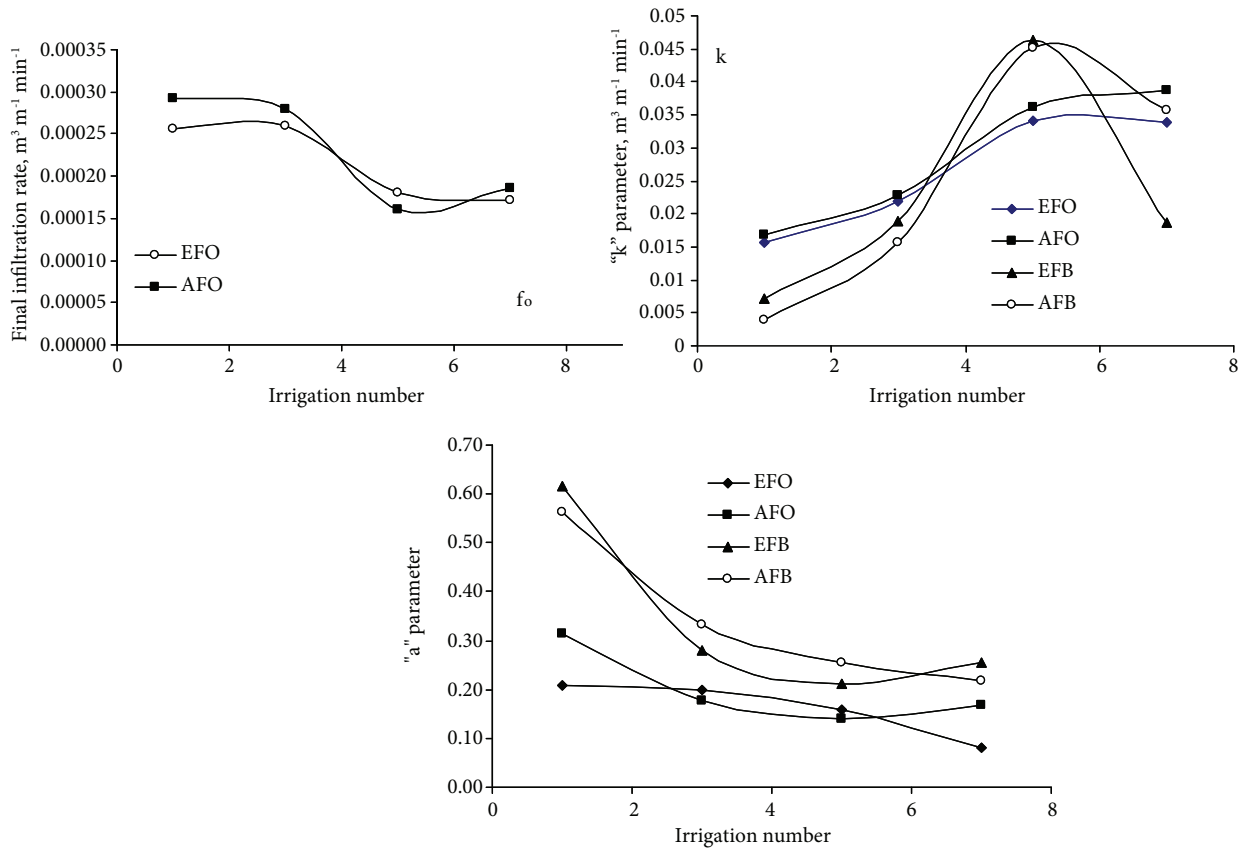 Final infiltration rate, m³ m⁻¹ min⁻¹
0.00035
0.00030
0.00025
0.00020
0.00015
0.00010
0.00005
0.00000
EFO
AFO
fₒ
0 2 4 6 8
Irrigation number
“k” parameter, m³ m⁻¹ min⁻¹
0.05
0.045
0.04
0.035
0.03
0.025
0.02
0.015
0.01
0.005
0
k
EFO
AFO
EFB
AFB
0 2 4 6 8
Irrigation number
"a" parameter
0.70
0.60
0.50
0.40
0.30
0.20
0.10
0.00
EFO
AFO
EFB
AFB
0 2 4 6 8
Irrigation number